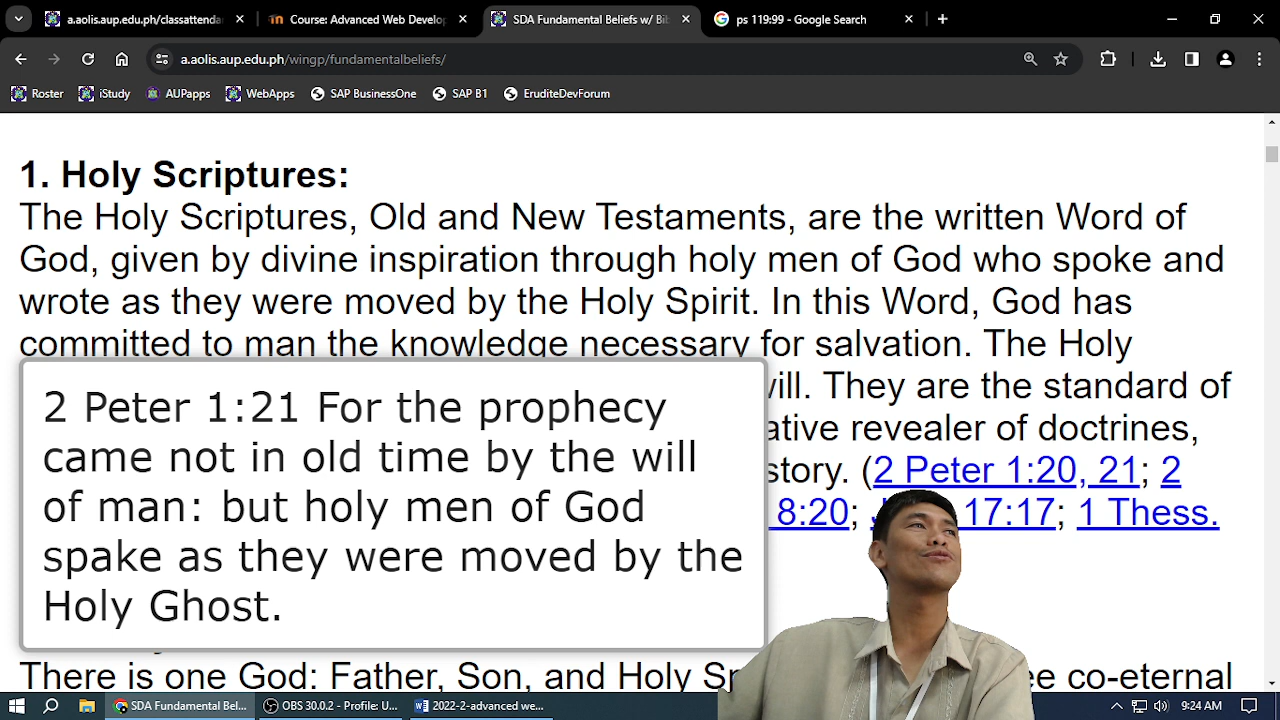 a.aolis.aup.edu.ph/classattenda
Course: Advanced Web Develop
SDA Fundamental Beliefs w/ Bib
ps 119:99 - Google Search
a.aolis.aup.edu.ph/wingp/fundamentalbeliefs/
Roster iStudy AUPapps WebApps SAP BusinessOne SAP B1 EruditeDevForum
1. Holy Scriptures:
The Holy Scriptures, Old and New Testaments, are the written Word of
God, given by divine inspiration through holy men of God who spoke and
wrote as they were moved by the Holy Spirit. In this Word, God has
committed to man the knowledge necessary for salvation. The Holy
will. They are the standard of
ative revealer of doctrines,
story. (2 Peter 1:20, 21; 2
8:20; 17:17; 1 Thess.
2 Peter 1:21 For the prophecy
came not in old time by the will
of man: but holy men of God
spake as they were moved by the
Holy Ghost.
There is one God: Father, Son, and Holy Sp ee co-eternal
SDA Fundamental Bel... OBS 30.0.2 - Profile: U... 2022-2-advanced we... 9:24 AM